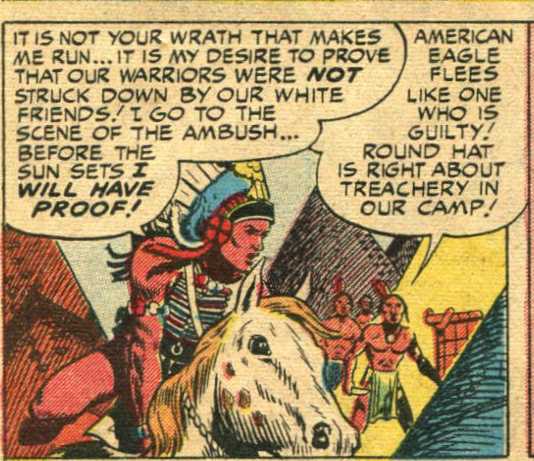 IT IS NOT YOUR WRATH THAT MAKES
ME RUN...IT IS MY DESIRE TO PROVE
THAT OUR WARRIORS WERE NOT
STRUCK DOWN BY OUR WHITE
FRIENDS! I GO TO THE
SCENE OF THE AMBUSH...
BEFORE THE
SUN SETS I
WILL HAVE
PROOF!
AMERICAN
EAGLE
FLEES
LIKE ONE
WHO IS
GUILTY!
ROUND HAT
IS RIGHT ABOUT
TREACHERY IN
OUR CAMP!